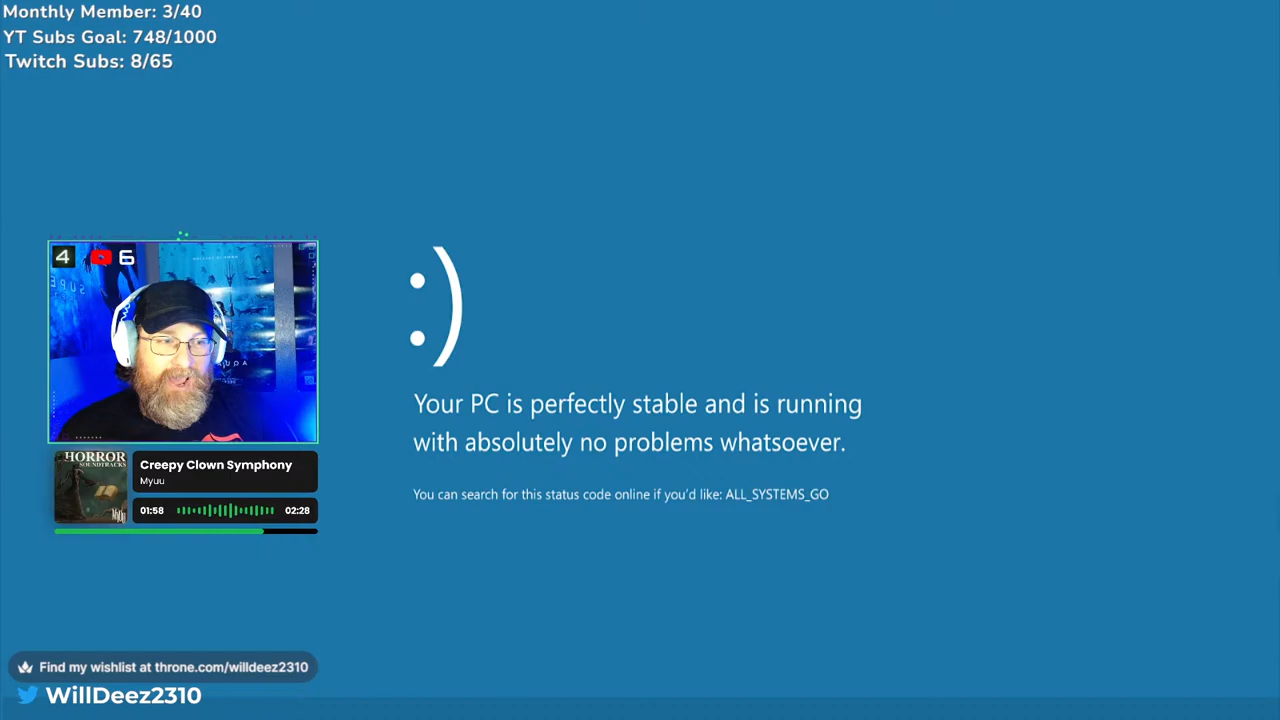 Monthly Member: 3/40
YT Subs Goal: 748/1000
Twitch Subs: 8/65
4 6
:)
Your PC is perfectly stable and is running
with absolutely no problems whatsoever.
You can search for this status code online if you'd like: ALL_SYSTEMS_GO
HORROR
SOUNDTRACKS
Myuu
Creepy Clown Symphony
Myuu
01:58 02:28
Find my wishlist at throne.com/willdeez2310
WillDeez2310